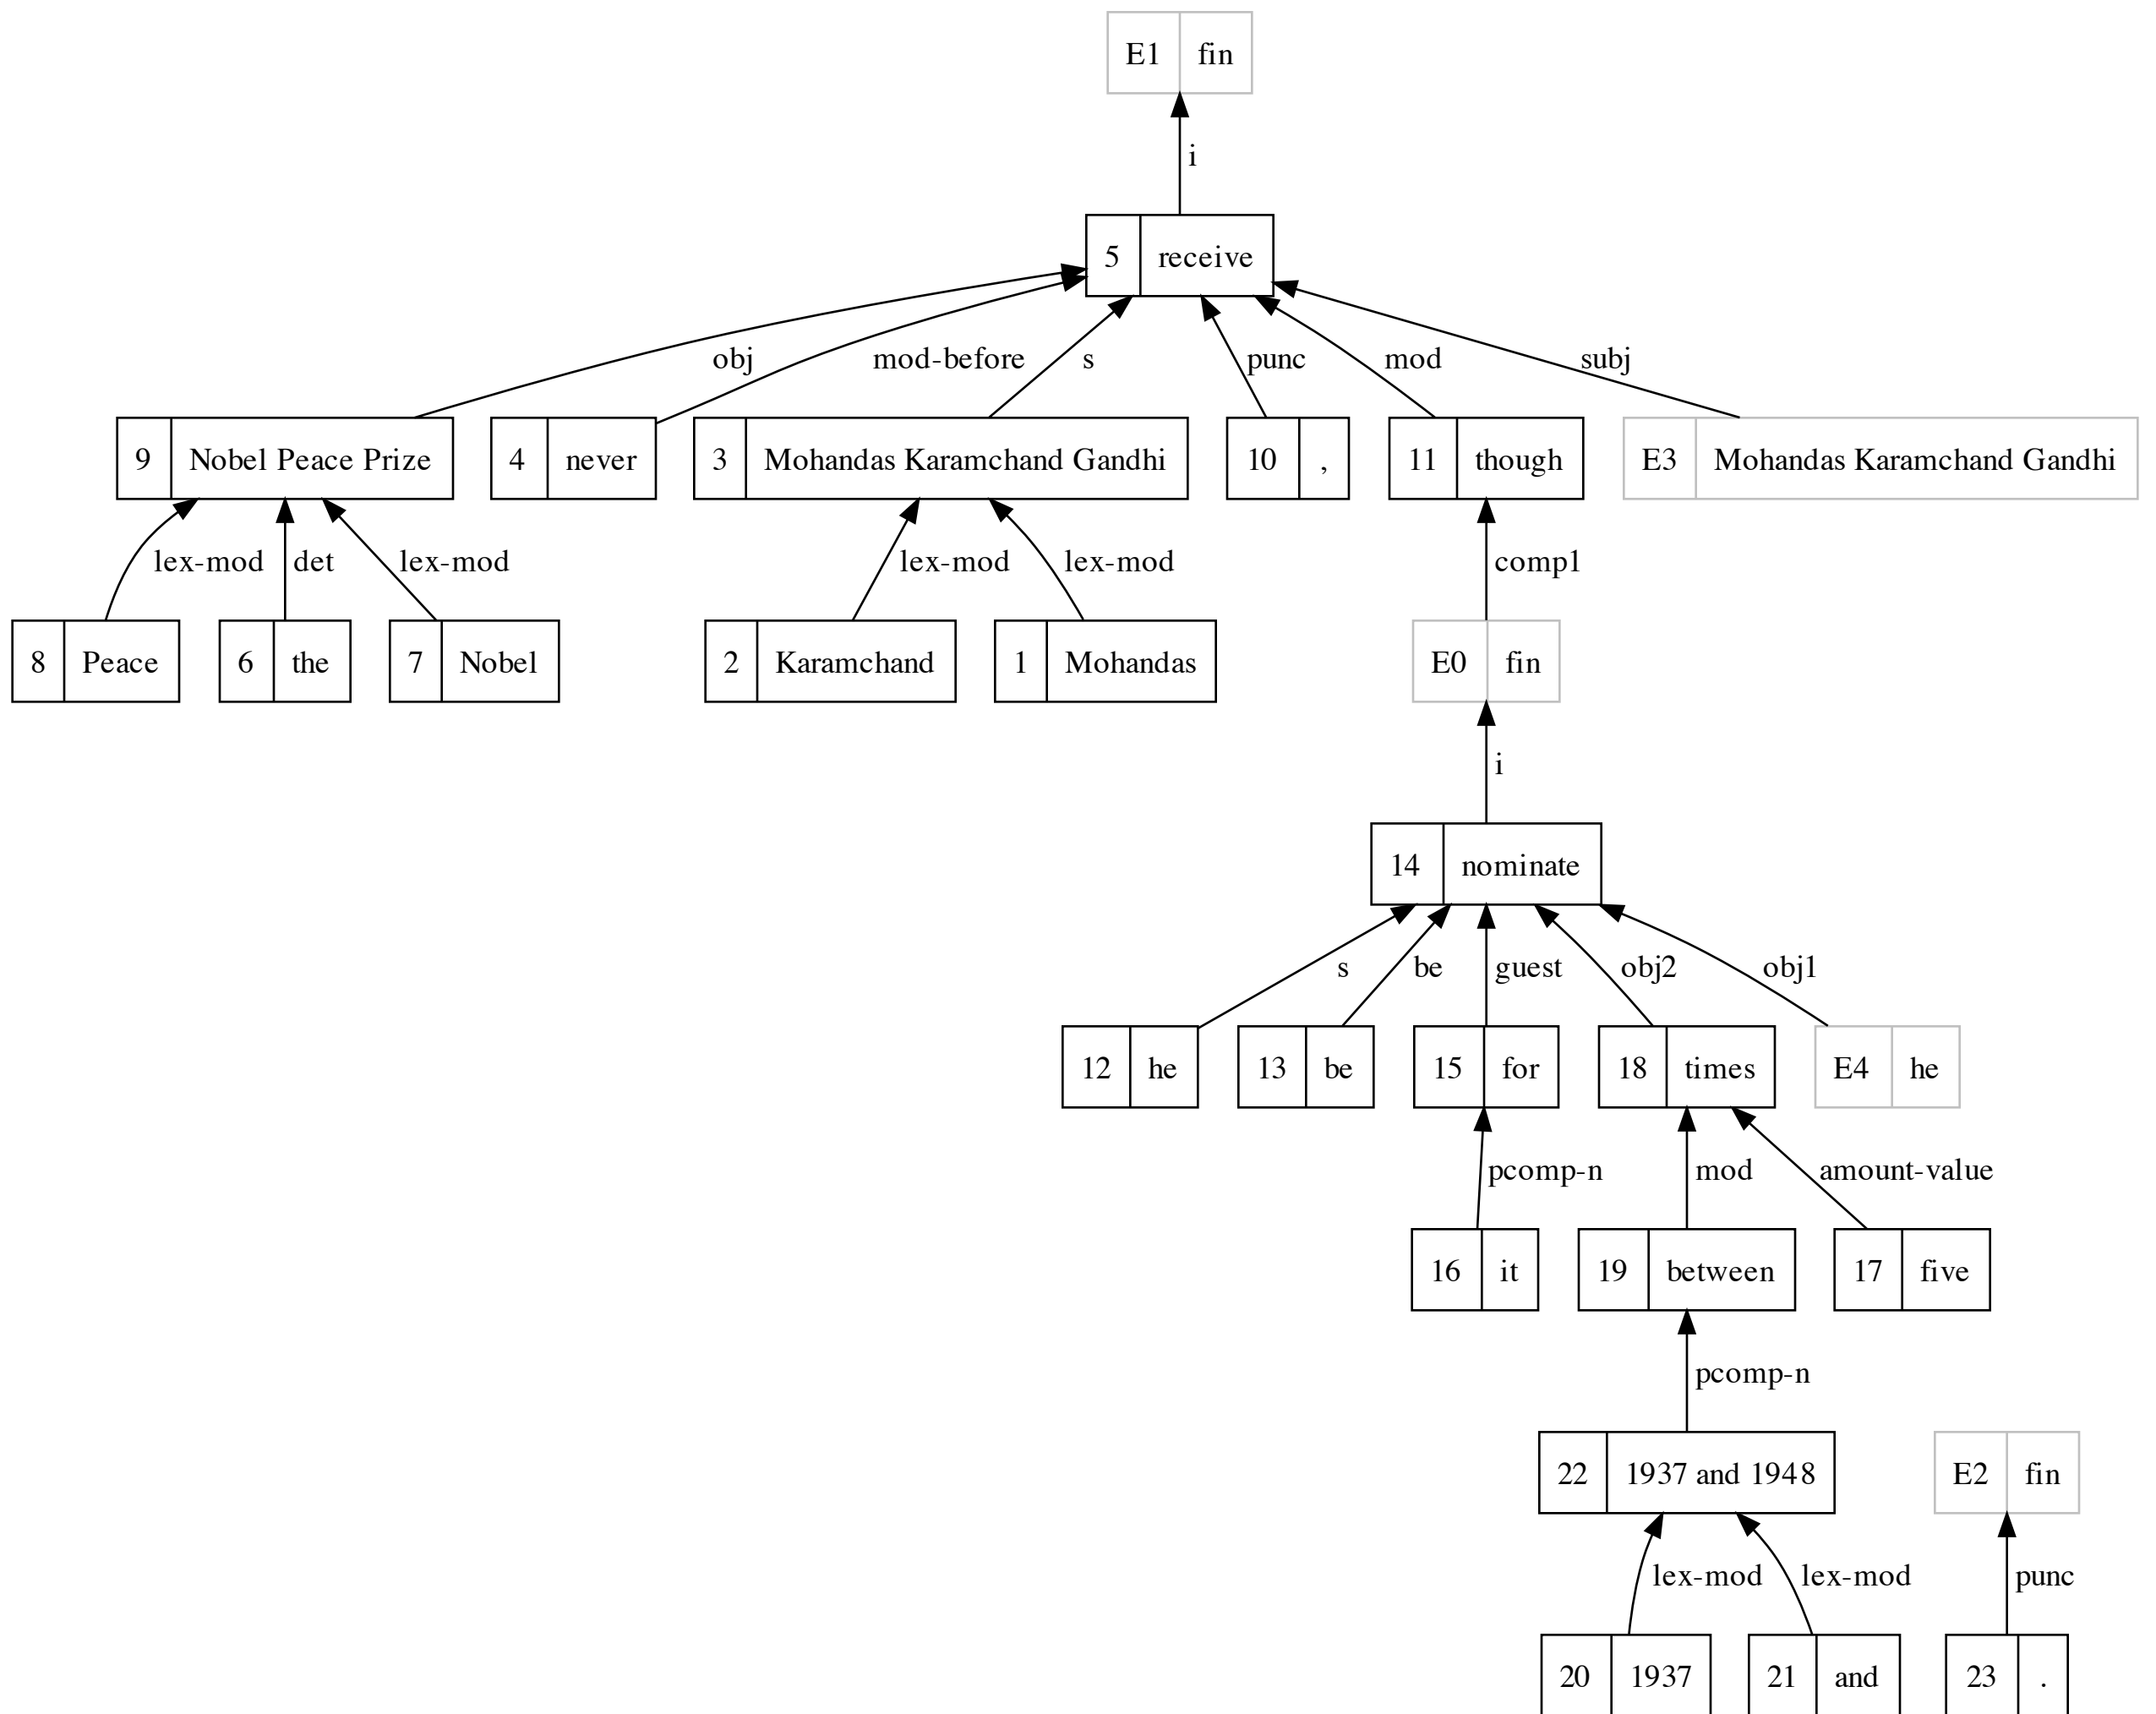 E1 fin
i
5 receive
obj mod-before s punc mod subj
9 Nobel Peace Prize 4 never 3 Mohandas Karamchand Gandhi 10 , 11 though E3 Mohandas Karamchand Gandhi
lex-mod det lex-mod lex-mod lex-mod comp1
8 Peace 6 the 7 Nobel 2 Karamchand 1 Mohandas E0 fin
i
14 nominate
s be guest obj2 obj1
12 he 13 be 15 for 18 times E4 he
pcomp-n mod amount-value
16 it 19 between 17 five
pcomp-n
22 1937 and 1948 E2 fin
lex-mod lex-mod punc
20 1937 21 and 23 .